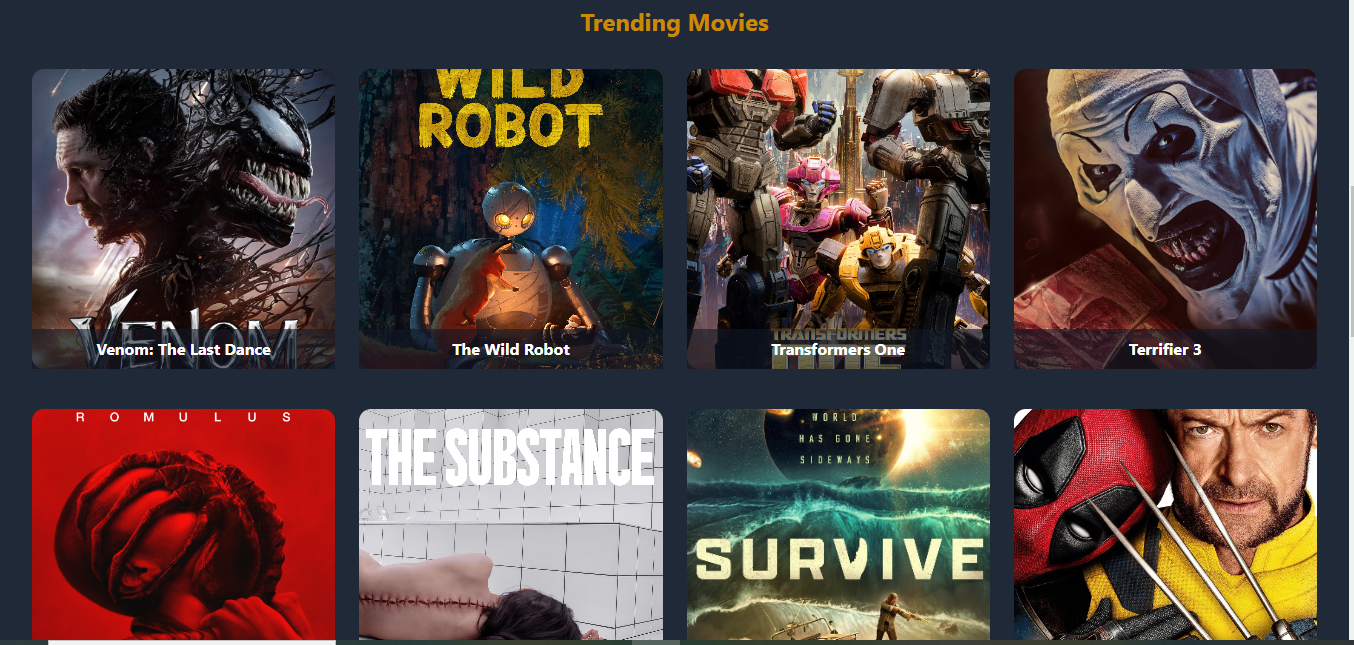 Trending Movies
WILD
ROBOT
VENOM
Venom: The Last Dance
The Wild Robot
TRANSFORMERS
ONE
Transformers One
Terrifier 3
ROMULUS
THE SUBSTANCE
WORLD
HAS GONE
SIDEWAYS
SURVIVE